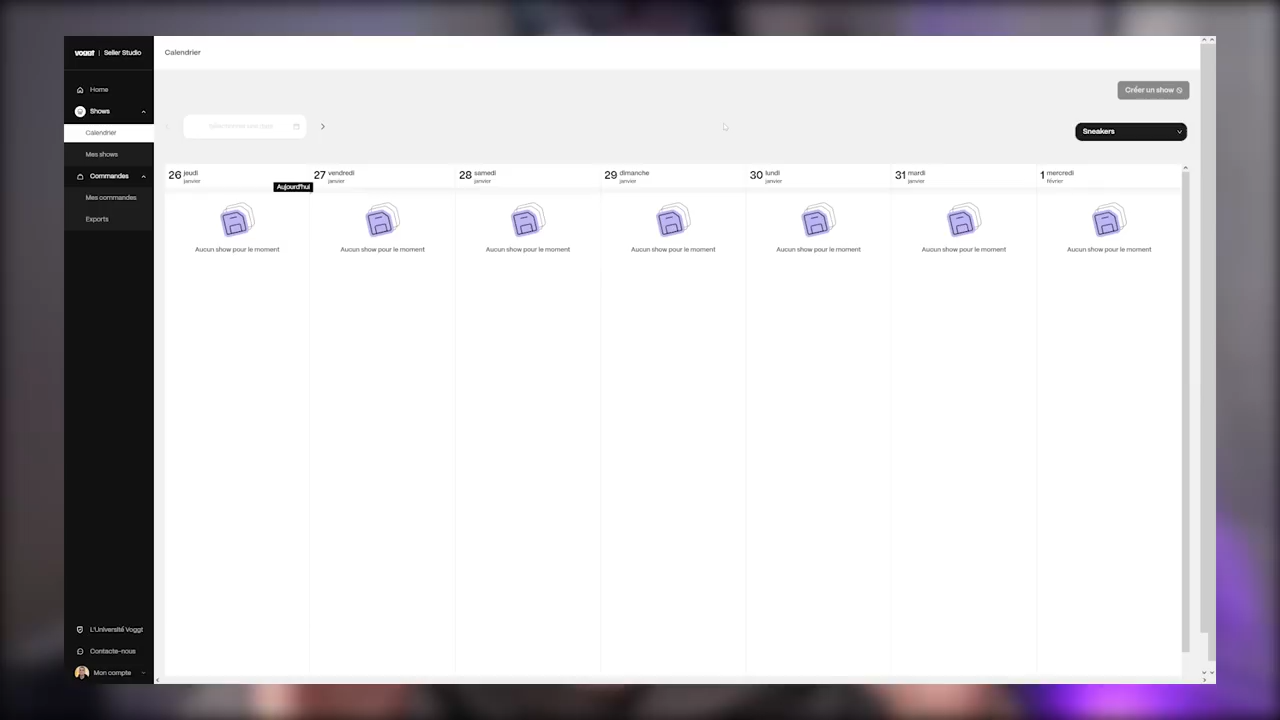 voggt | Seller Studio
Calendrier
Home
Shows
Calendrier
Mes shows
Commandes
Mes commandes
Exports
L'Université Voggt
Contacte-nous
Mon compte
Créer un show
Sneakers
26 jeudi janvier
Aujourd'hui
27 vendredi janvier
28 samedi janvier
29 dimanche janvier
30 lundi janvier
31 mardi janvier
1 mercredi février
Aucun show pour le moment
Aucun show pour le moment
Aucun show pour le moment
Aucun show pour le moment
Aucun show pour le moment
Aucun show pour le moment
Aucun show pour le moment